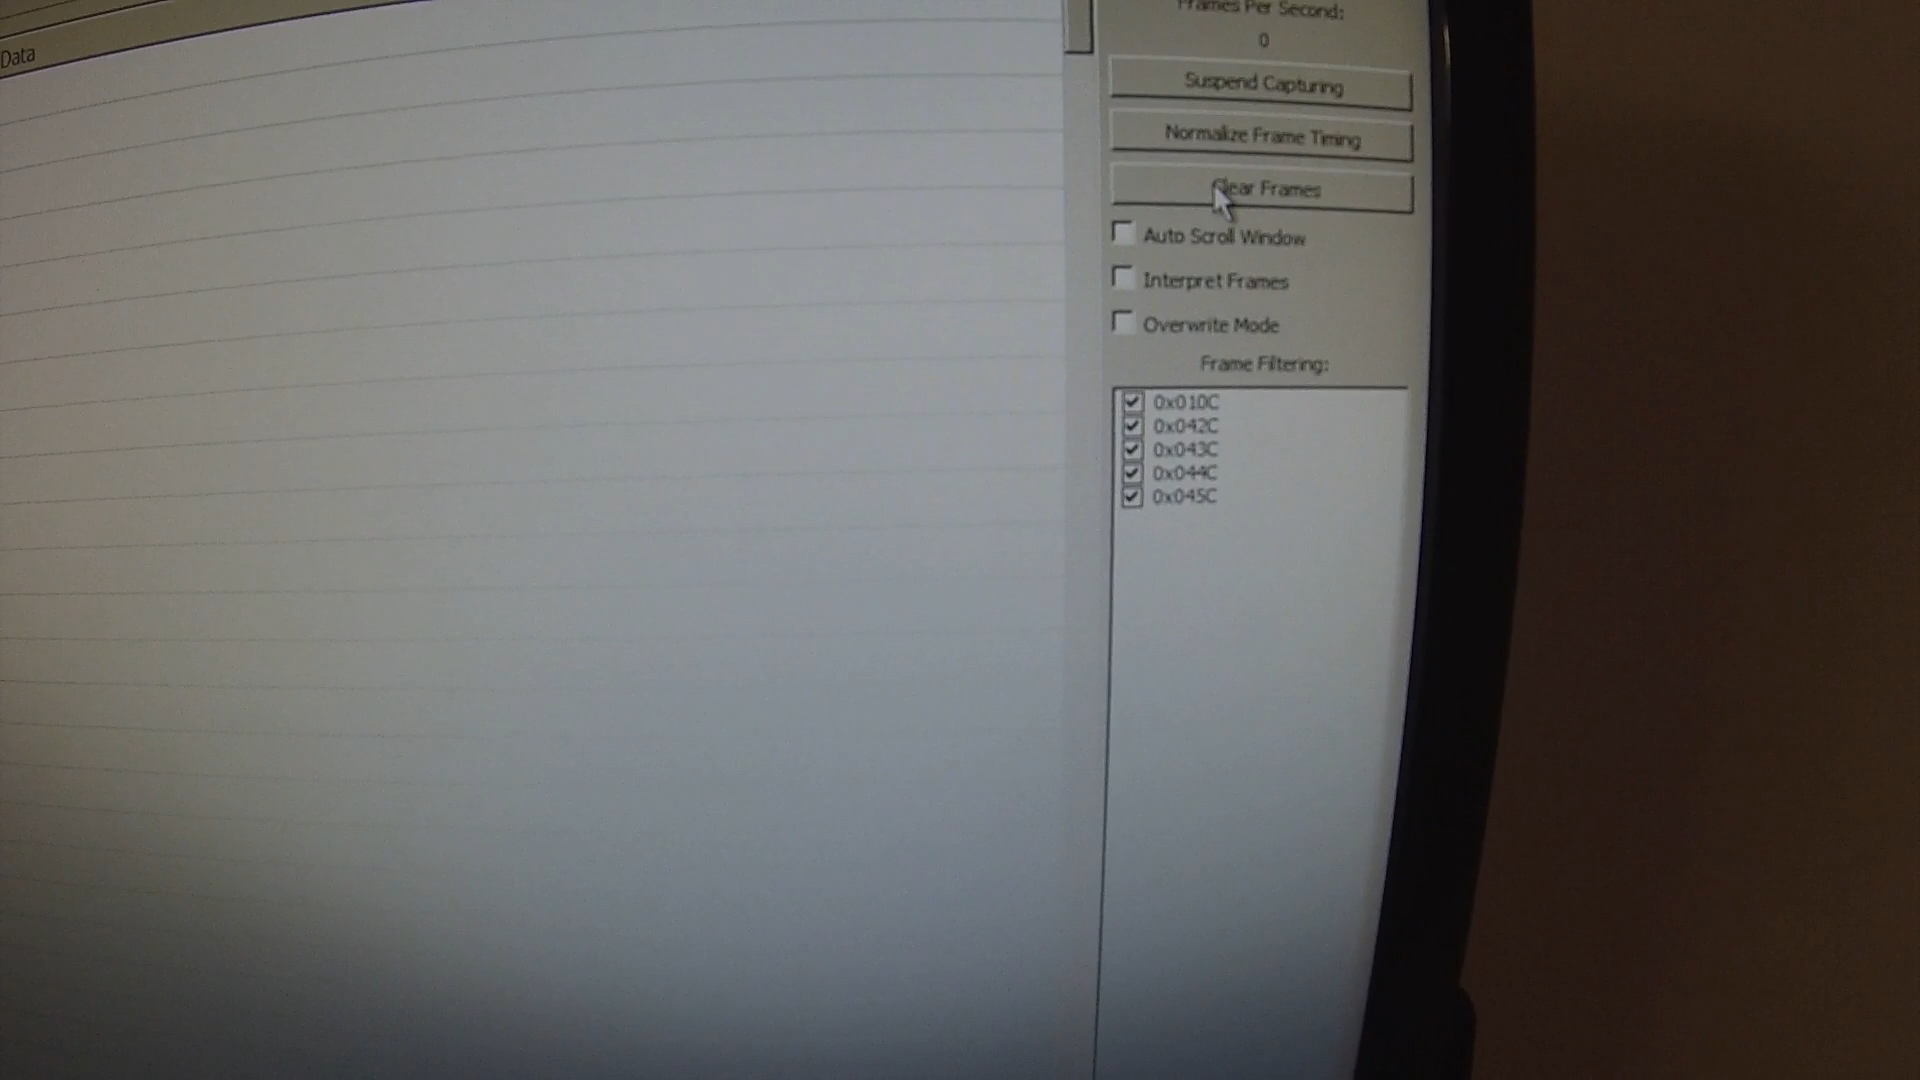 Data
Frames Per Second:
0
Suspend Capturing
Normalize Frame Timing
Clear Frames
Auto Scroll Window
Interpret Frames
Overwrite Mode
Frame Filtering:
0x010C
0x042C
0x043C
0x044C
0x045C